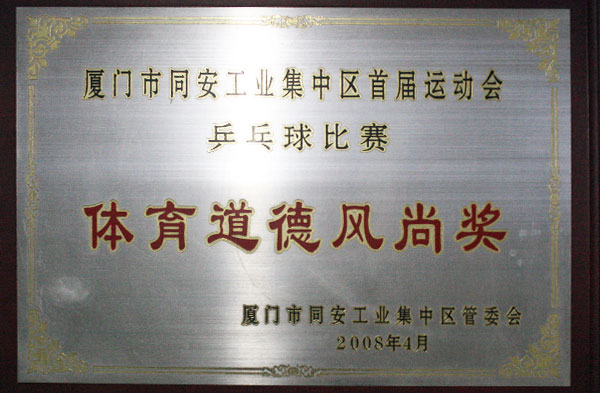 厦门市同安工业集中区首届运动会
乒乓球比赛
体育道德风尚奖
厦门市同安工业集中区管委会
2008年4月